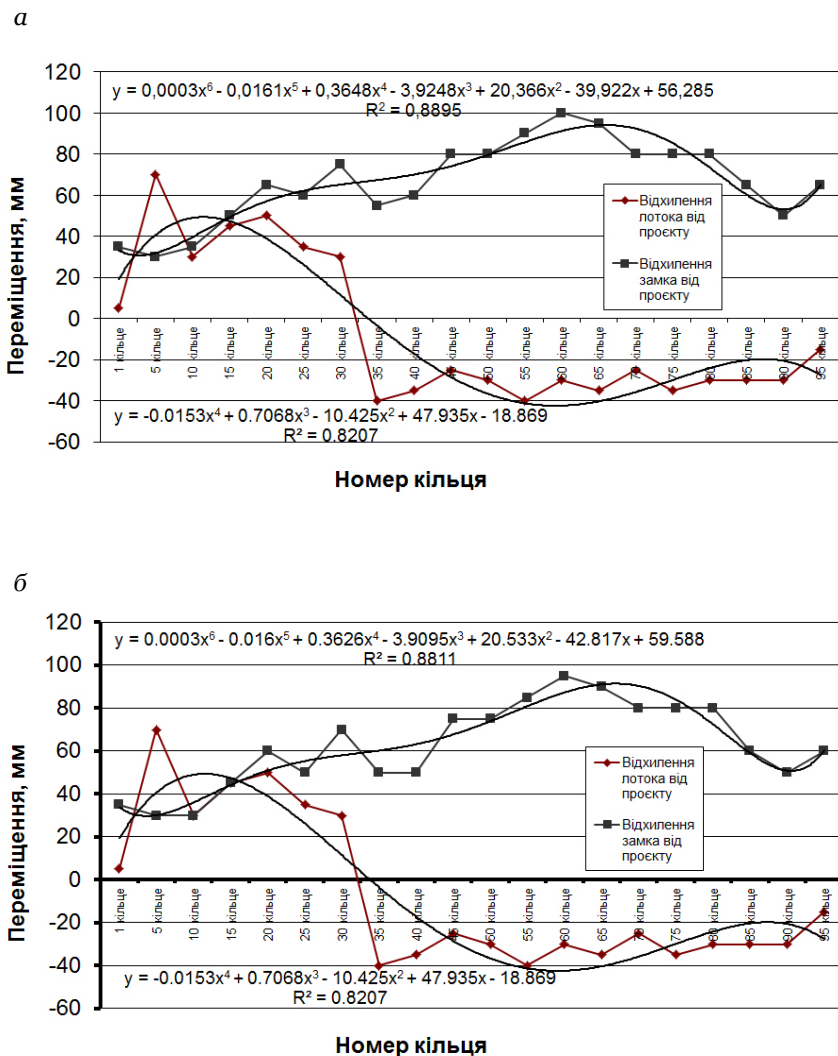 а
120
100
80
60
40
20
0
-20
-40
-60
y = 0,0003x⁶ - 0,0161x⁵ + 0,3648x⁴ - 3,9248x³ + 20,366x² - 39,922x + 56,285
R² = 0,8895
Переміщення, мм
Відхилення
потока від
проєкту
Відхилення
замка від
проєкту
1 кільце
5 кільце
10 кільце
15 кільце
20 кільце
25 кільце
30 кільце
35 кільце
40 кільце
45 кільце
50 кільце
55 кільце
60 кільце
65 кільце
70 кільце
75 кільце
80 кільце
85 кільце
90 кільце
95 кільце
y = -0.0153x⁴ + 0.7068x³ - 10.425x² + 47.935x - 18.869
R² = 0.8207
Номер кільця
б
120
100
80
60
40
20
0
-20
-40
-60
y = 0.0003x⁶ - 0.016x⁵ + 0.3626x⁴ - 3.9095x³ + 20.533x² - 42.817x + 59.588
R² = 0.8811
Переміщення, мм
Відхилення
потока від
проєкту
Відхилення
замка від
проєкту
1 кільце
5 кільце
10 кільце
15 кільце
20 кільце
25 кільце
30 кільце
35 кільце
40 кільце
45 кільце
50 кільце
55 кільце
60 кільце
65 кільце
70 кільце
75 кільце
80 кільце
85 кільце
90 кільце
95 кільце
y = -0.0153x⁴ + 0.7068x³ - 10.425x² + 47.935x - 18.869
R² = 0.8207
Номер кільця